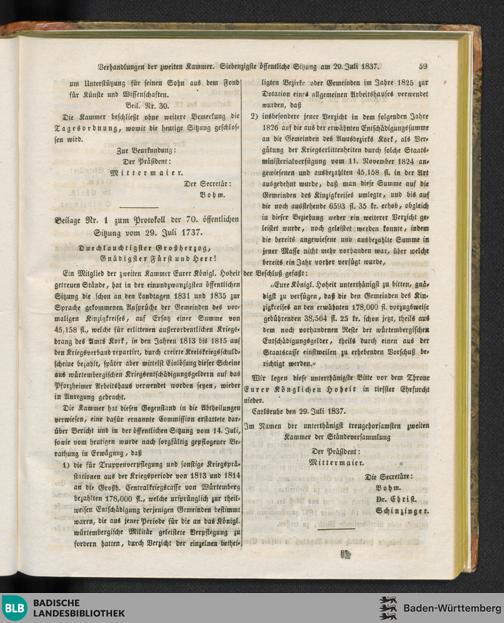 Verhandlungen der zweiten Kammer. Siebenzigste öffentliche Sitzung am 29. Juli 1837. 59
um Unterstützung für seinen Sohn aus dem Fond
für Künste und Wissenschaften.
Beil. Nr. 30.
Die Kammer beschließt ohne weitere Bemerkung die
Tagesordnung, womit die heutige Sitzung geschlos-
sen wird.
Zur Beurkundung:
Der Präsident:
Mittermaier.
Der Secretär:
Bohm.
Beilage Nr. 1 zum Protokoll der 70. öffentlichen
Sitzung vom 29. Juli 1737.
Durchlauchtigster Großherzog,
Gnädigster Fürst und Herr!
Ein Mitglied der zweiten Kammer Eurer Königl. Hoheit
getreuen Stände, hat in der einundzwanzigsten öffentlichen
Sitzung die schon an den Landtagen 1831 und 1835 zur
Sprache gekommenen Ansprüche der Gemeinden des vor-
maligen Kinzigkreises, auf Ersatz einer Summe von
45,158 fl., welche für erlittenen außerordentlichen Kriegs-
drang des Amts Kork, in den Jahren 1813 bis 1815 auf
den Kriegsverband repartirt, durch creirte Kreiskriegsschuld-
scheine bezahlt, später aber mittelst Einlösung dieser Scheine
aus württembergischen Kriegsentschädigungsgeldern auf das
Pforzheimer Arbeitshaus verwendet worden seyen, wieder
in Anregung gebracht.
Die Kammer hat diesen Gegenstand in die Abtheilungen
verwiesen, eine dafür ernannte Commission erstattete dar-
über Bericht und in der öffentlichen Sitzung vom 14. Juli,
sowie vom heutigen wurde nach sorgfältig gepflogener Be-
rathung in Erwägung, daß
1) die für Truppenverpflegung und sonstige Kriegsprä-
stationen aus der Kriegsperiode von 1813 und 1814
an die Großh. Centralkriegscasse von Württemberg
bezahlten 178,000 fl., welche ursprünglich zur theil-
weisen Entschädigung derjenigen Gemeinden bestimmt
waren, die aus jener Periode für die an das Königl.
württembergische Militär geleistete Verpflegung zu
fordern hatten, durch Verzicht der einzelnen bethei-
ligten Bezirke oder Gemeinden im Jahre 1825 zur
Dotation eines allgemeinen Arbeitshauses verwendet
wurden, daß
2) insbesondere jener Verzicht in dem folgenden Jahre
1826 auf die aus der erwähnten Entschädigungssumme
an die Gemeinden des Amtsbezirks Kork, als Ver-
gütung der Kriegserlittenheiten durch solche Staats-
ministerialverfügung vom 11. November 1824 an-
gewiesenen und ausbezahlten 45,158 fl. in der Art
ausgedehnt wurde, daß man diese Summe auf die
Gemeinden des Kinzigkreises umlegte, und bis auf
die noch ausstehende 6593 fl. 35 kr. erhob, obgleich
in dieser Beziehung weder ein weiterer Verzicht ge-
leistet wurde, noch geleistet werden konnte, indem
die bereits angewiesene und ausbezahlte Summe in
jener Masse nicht mehr vorhanden war, über welche
bereits ein Jahr vorher verfügt wurde,
der Beschluß gefaßt:
„Eure Königl. Hoheit unterthänigst zu bitten, gnä-
digst zu verfügen, daß die den Gemeinden des Kin-
zigkreises an den erwähnten 178,000 fl. vorzugsweise
gebührenden 38,564 fl. 25 kr. schon jetzt, theils aus
dem noch vorhandenen Reste der württembergischen
Entschädigungsgelder, theils durch einen aus der
Staatscasse einstweilen zu erhebenden Vorschuß be-
richtigt werden.“
Wir legen diese unterthänigste Bitte vor dem Throne
Eurer Königlichen Hoheit in tiefster Ehrfurcht
nieder.
Carlsruhe den 29. Juli 1837.
Im Namen der unterthänigst treugehorsamsten zweiten
Kammer der Ständeversammlung
Der Präsident:
Mittermaier.
Die Secretäre:
Bohm.
Dr. Christ.
Schinzinger.
BLB BADISCHE
LANDESBIBLIOTHEK
Baden-Württemberg